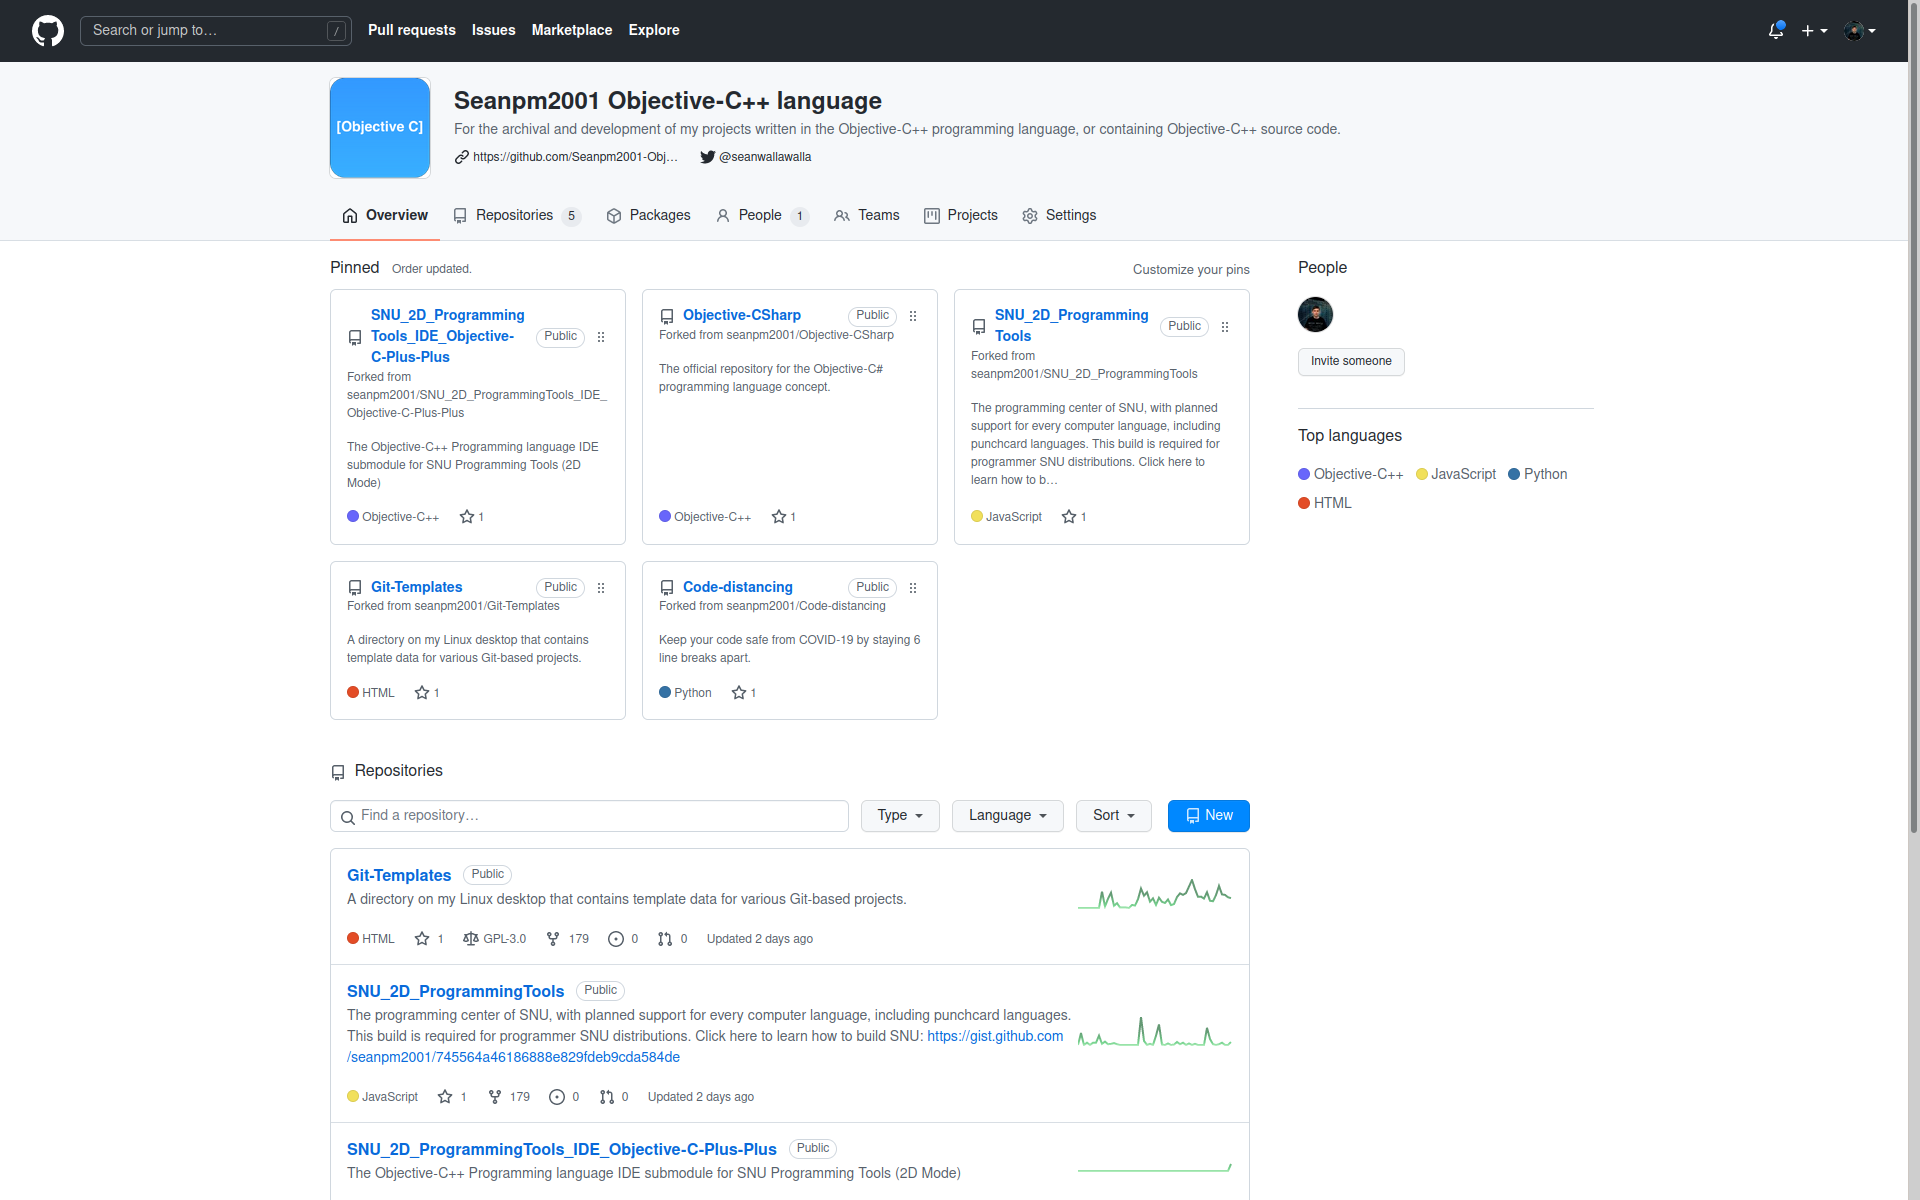 Search or jump to…
/
Pull requests
Issues
Marketplace
Explore
[Objective C]
Seanpm2001 Objective-C++ language
For the archival and development of my projects written in the Objective-C++ programming language, or containing Objective-C++ source code.
https://github.com/Seanpm2001-Obj…
@seanwallawalla
Overview
Repositories 5
Packages
People 1
Teams
Projects
Settings
Pinned
Order updated.
Customize your pins
SNU_2D_Programming
Tools_IDE_Objective-
C-Plus-Plus
Public
Forked from
seanpm2001/SNU_2D_ProgrammingTools_IDE_
Objective-C-Plus-Plus
The Objective-C++ Programming language IDE
submodule for SNU Programming Tools (2D
Mode)
Objective-C++ 1
Objective-CSharp
Public
Forked from seanpm2001/Objective-CSharp
The official repository for the Objective-C#
programming language concept.
Objective-C++ 1
SNU_2D_Programming
Tools
Public
Forked from
seanpm2001/SNU_2D_ProgrammingTools
The programming center of SNU, with planned
support for every computer language, including
punchcard languages. This build is required for
programmer SNU distributions. Click here to
learn how to b…
JavaScript 1
Git-Templates
Public
Forked from seanpm2001/Git-Templates
A directory on my Linux desktop that contains
template data for various Git-based projects.
HTML 1
Code-distancing
Public
Forked from seanpm2001/Code-distancing
Keep your code safe from COVID-19 by staying 6
line breaks apart.
Python 1
People
Invite someone
Top languages
Objective-C++ JavaScript Python
HTML
Repositories
Find a repository…
Type
Language
Sort
New
Git-Templates Public
A directory on my Linux desktop that contains template data for various Git-based projects.
HTML 1 GPL-3.0 179 0 0 Updated 2 days ago
SNU_2D_ProgrammingTools Public
The programming center of SNU, with planned support for every computer language, including punchcard languages.
This build is required for programmer SNU distributions. Click here to learn how to build SNU: https://gist.github.com
/seanpm2001/745564a46186888e829fdeb9cda584de
JavaScript 1 179 0 0 Updated 2 days ago
SNU_2D_ProgrammingTools_IDE_Objective-C-Plus-Plus Public
The Objective-C++ Programming language IDE submodule for SNU Programming Tools (2D Mode)